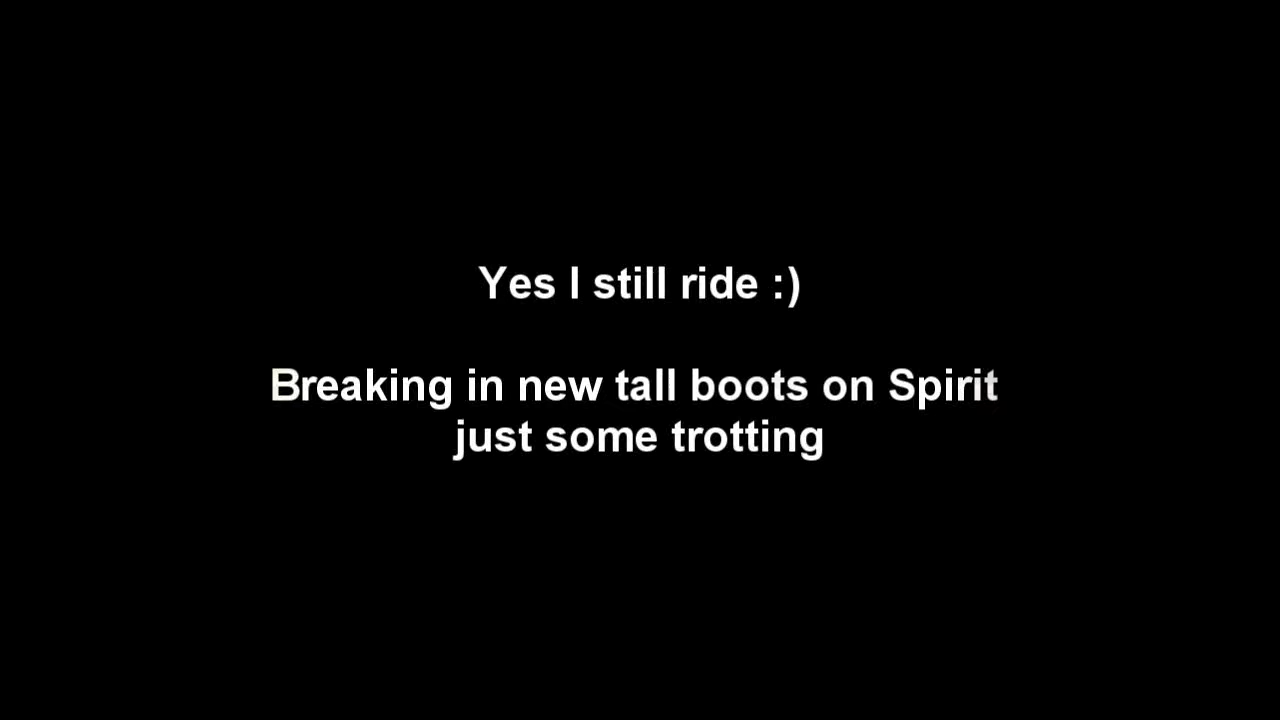 Yes I still ride :)
Breaking in new tall boots on Spirit
just some trotting